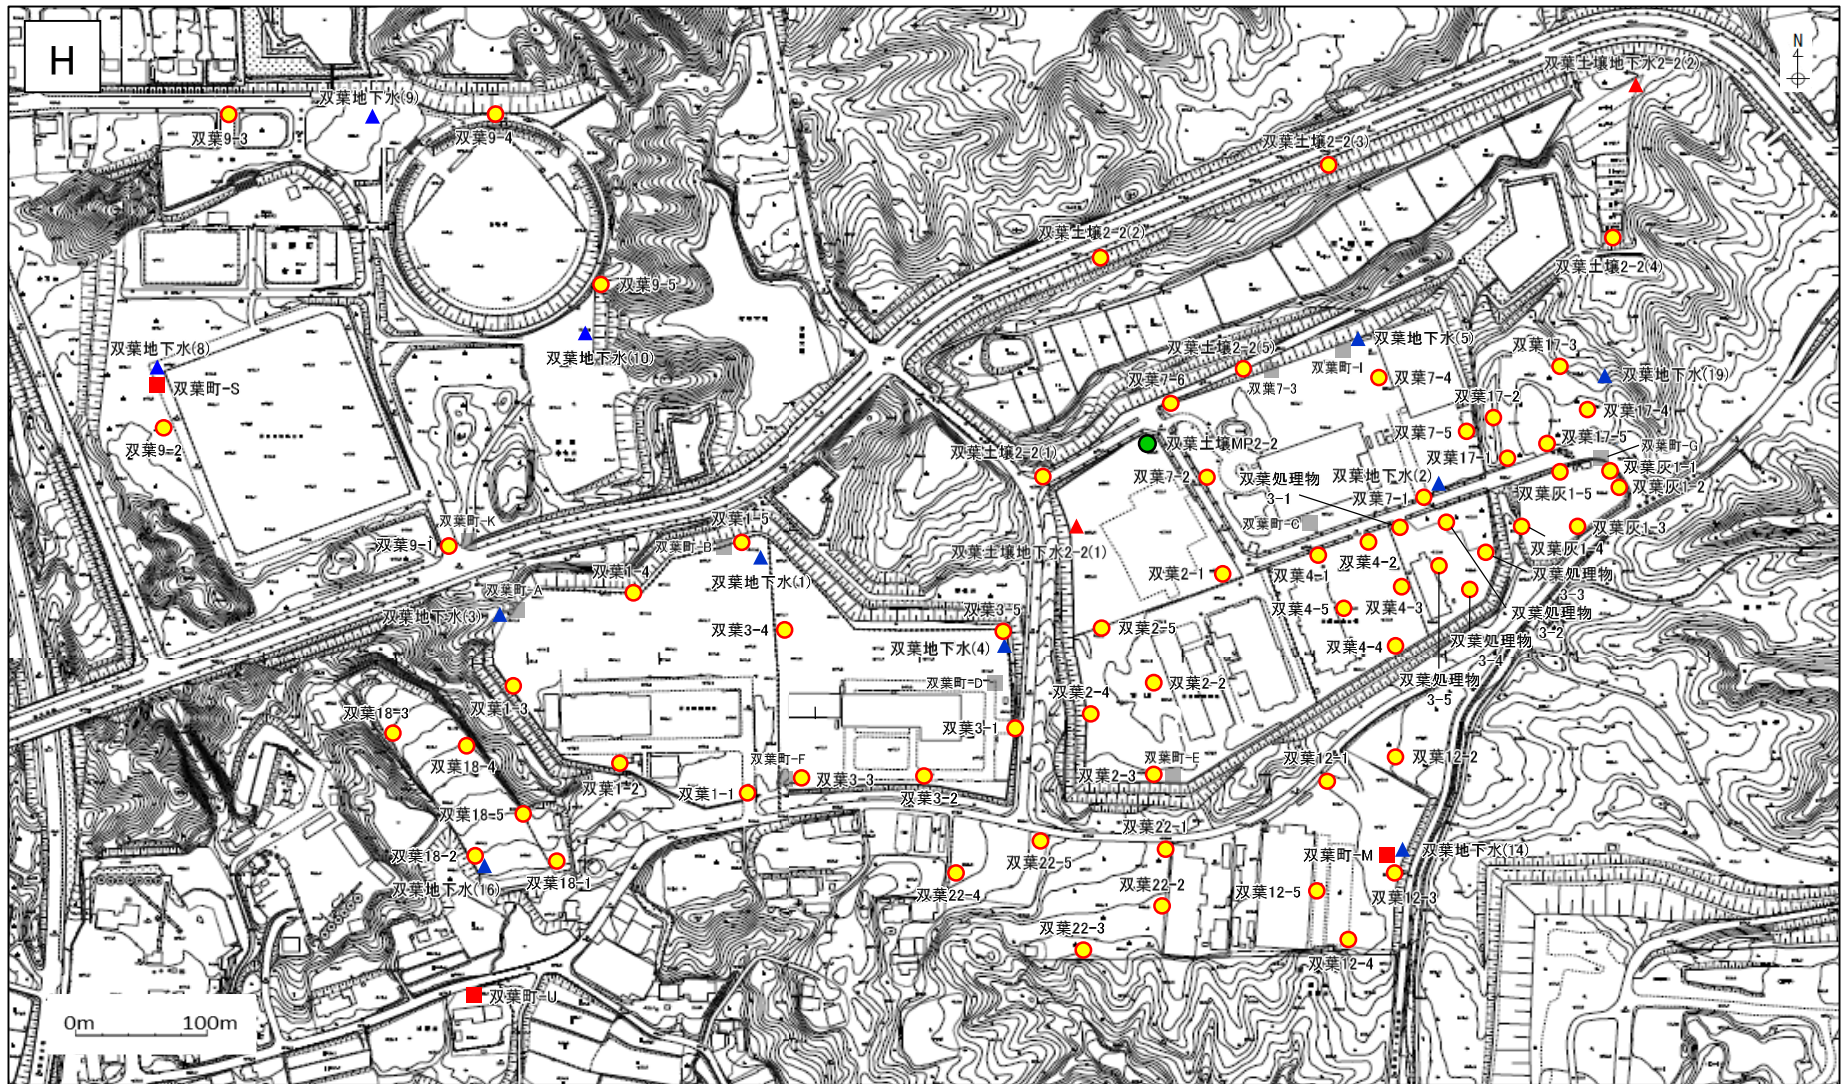 H
N
双葉土壌地下水2-2(2)
双葉地下水(9)
双葉9-3
双葉9-4
双葉土壌2-2(3)
双葉土壌2-2(2)
双葉土壌2-2(4)
双葉9-5
双葉地下水(8)
双葉地下水(10)
双葉町-S
双葉9-2
双葉土壌2-2(5)
双葉地下水(5)
双葉町-I
双葉7-6
双葉7-3
双葉7-4
双葉17-3
双葉地下水(19)
双葉17-2
双葉17-4
双葉7-5
双葉17-5
双葉町-G
双葉土壌MP2-2
双葉土壌2-2(1)
双葉17-1
双葉灰1-1
双葉7-2
双葉処理物
3-1
双葉地下水(2)
双葉7-1
双葉灰1-5
双葉灰1-2
双葉町-K
双葉1-5
双葉町-C
双葉灰1-3
双葉9-1
双葉町-B
双葉土壌地下水2-2(1)
双葉4-2
双葉灰1-4
双葉1-4
双葉地下水(1)
双葉2-1
双葉4-1
双葉処理物
3-3
双葉町-A
双葉地下水(3)
双葉3-5
双葉4-5
双葉4-3
双葉処理物
3-2
双葉3-4
双葉2-5
双葉地下水(4)
双葉4-4
双葉処理物
3-4
双葉町-D
双葉2-2
双葉処理物
3-5
双葉1-3
双葉2-4
双葉18-3
双葉3-1
双葉18-4
双葉町-F
双葉町-E
双葉12-1
双葉12-2
双葉1-2
双葉1-1
双葉3-3
双葉3-2
双葉2-3
双葉18-5
双葉22-1
双葉18-2
双葉22-5
双葉町-M
双葉地下水(14)
双葉地下水(16)
双葉18-1
双葉22-4
双葉22-2
双葉12-5
双葉12-3
双葉22-3
双葉12-4
双葉町-U
0m 100m